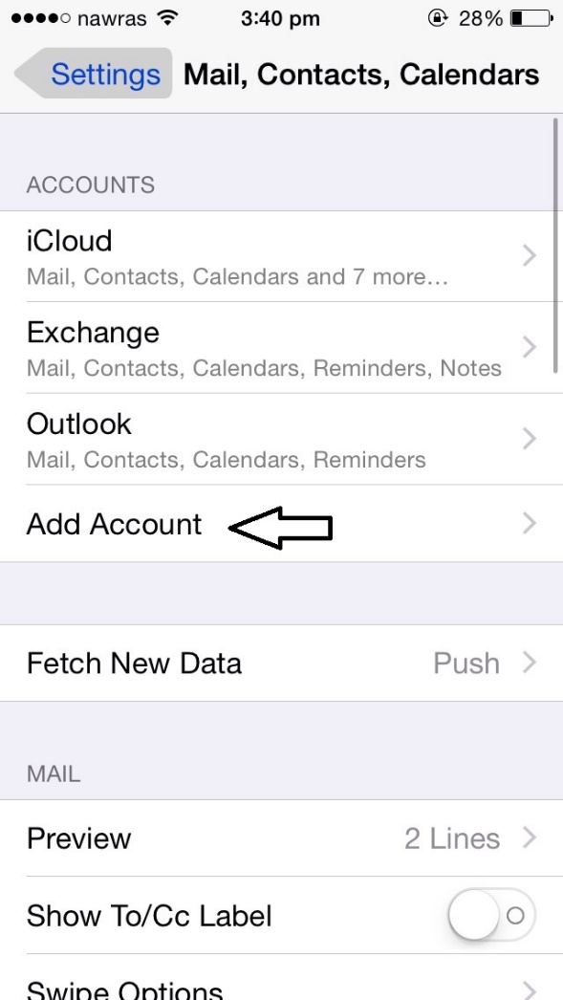 nawras 3:40 pm 28%
Settings Mail, Contacts, Calendars
ACCOUNTS
iCloud
Mail, Contacts, Calendars and 7 more...
Exchange
Mail, Contacts, Calendars, Reminders, Notes
Outlook
Mail, Contacts, Calendars, Reminders
Add Account
Fetch New Data Push
MAIL
Preview 2 Lines
Show To/Cc Label
Swipe Options